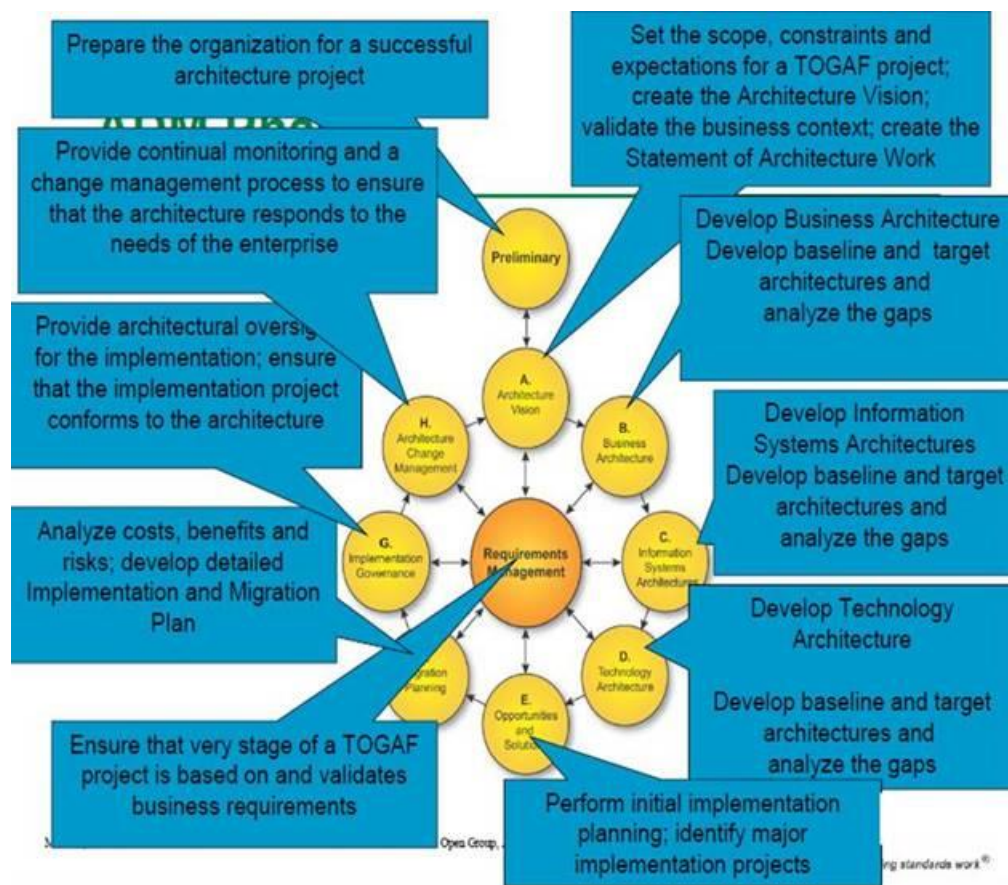 Prepare the organization for a successful
architecture project
Set the scope, constraints and
expectations for a TOGAF project;
create the Architecture Vision;
validate the business context; create the
Statement of Architecture Work
Provide continual monitoring and a
change management process to ensure
that the architecture responds to the
needs of the enterprise
Preliminary
Develop Business Architecture
Develop baseline and target
architectures and
analyze the gaps
Provide architectural
for the implementation; ensure
that the implementation project
conforms to the architecture
A.
Architecture
Vision
H.
Architecture
Change
Management
B.
Business
Architecture
Develop Information
Systems Architectures
Develop baseline and target
architectures and
analyze the gaps
Analyze costs, benefits and
risks; develop detailed
Implementation and Migration
Plan
G.
Implementation
Governance
Requirements
Management
C.
Information
Systems
Architectures
Planning
D.
Technology
Architecture
Develop Technology
Architecture
Develop baseline and target
architectures and
analyze the gaps
E.
Opportunities
and
Ensure that very stage of a TOGAF
project is based on and validates
business requirements
Perform initial implementation
planning; identify major
implementation projects
Open Group,
standards work®